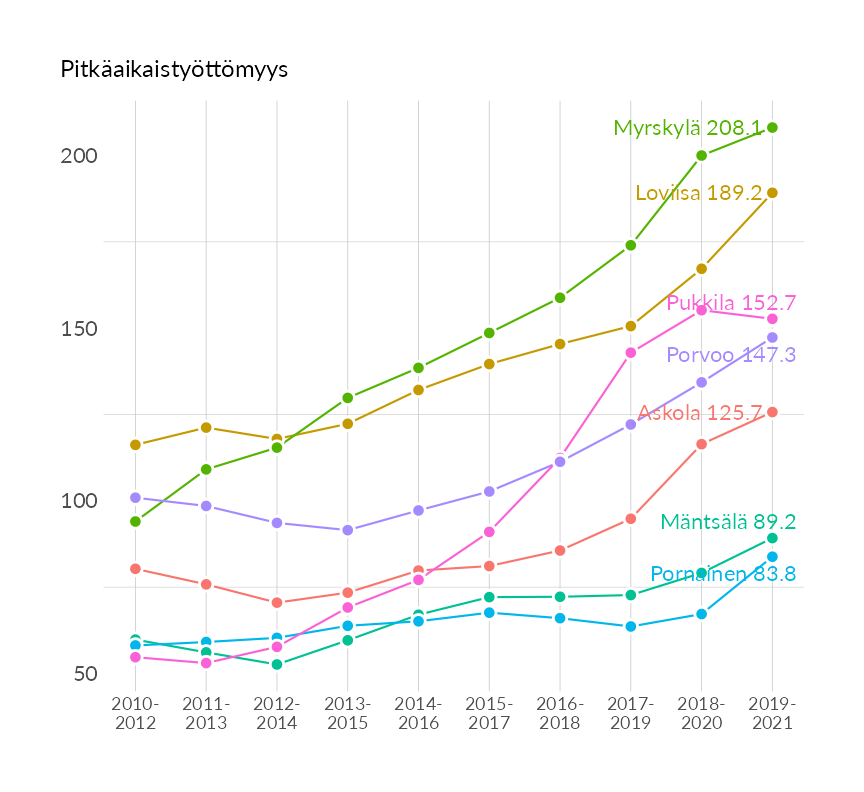 Pitkäaikaistyöttömyys
Myrskylä 208.1
200
Loviisa 189.2
Pukkila 152.7
150
Porvoo 147.3
Askola 125.7
100
Mäntsälä 89.2
Pornainen 83.8
50
2010- 2011- 2012- 2013- 2014- 2015- 2016- 2017- 2018- 2019-
2012 2013 2014 2015 2016 2017 2018 2019 2020 2021